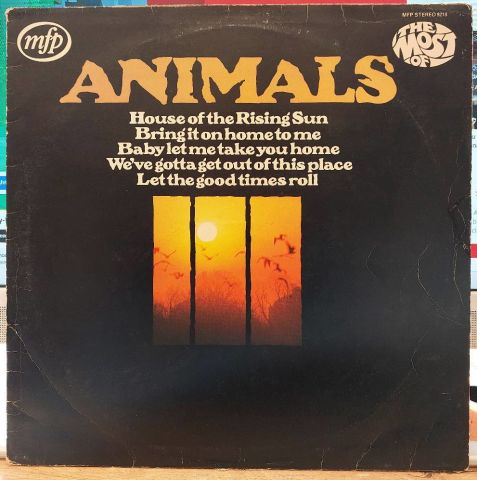 MFP STEREO 8218
mfp
THE
MOST
OF
ANIMALS
House of the Rising Sun
Bring it on home to me
Baby let me take you home
We've gotta get out of this place
Let the good times roll